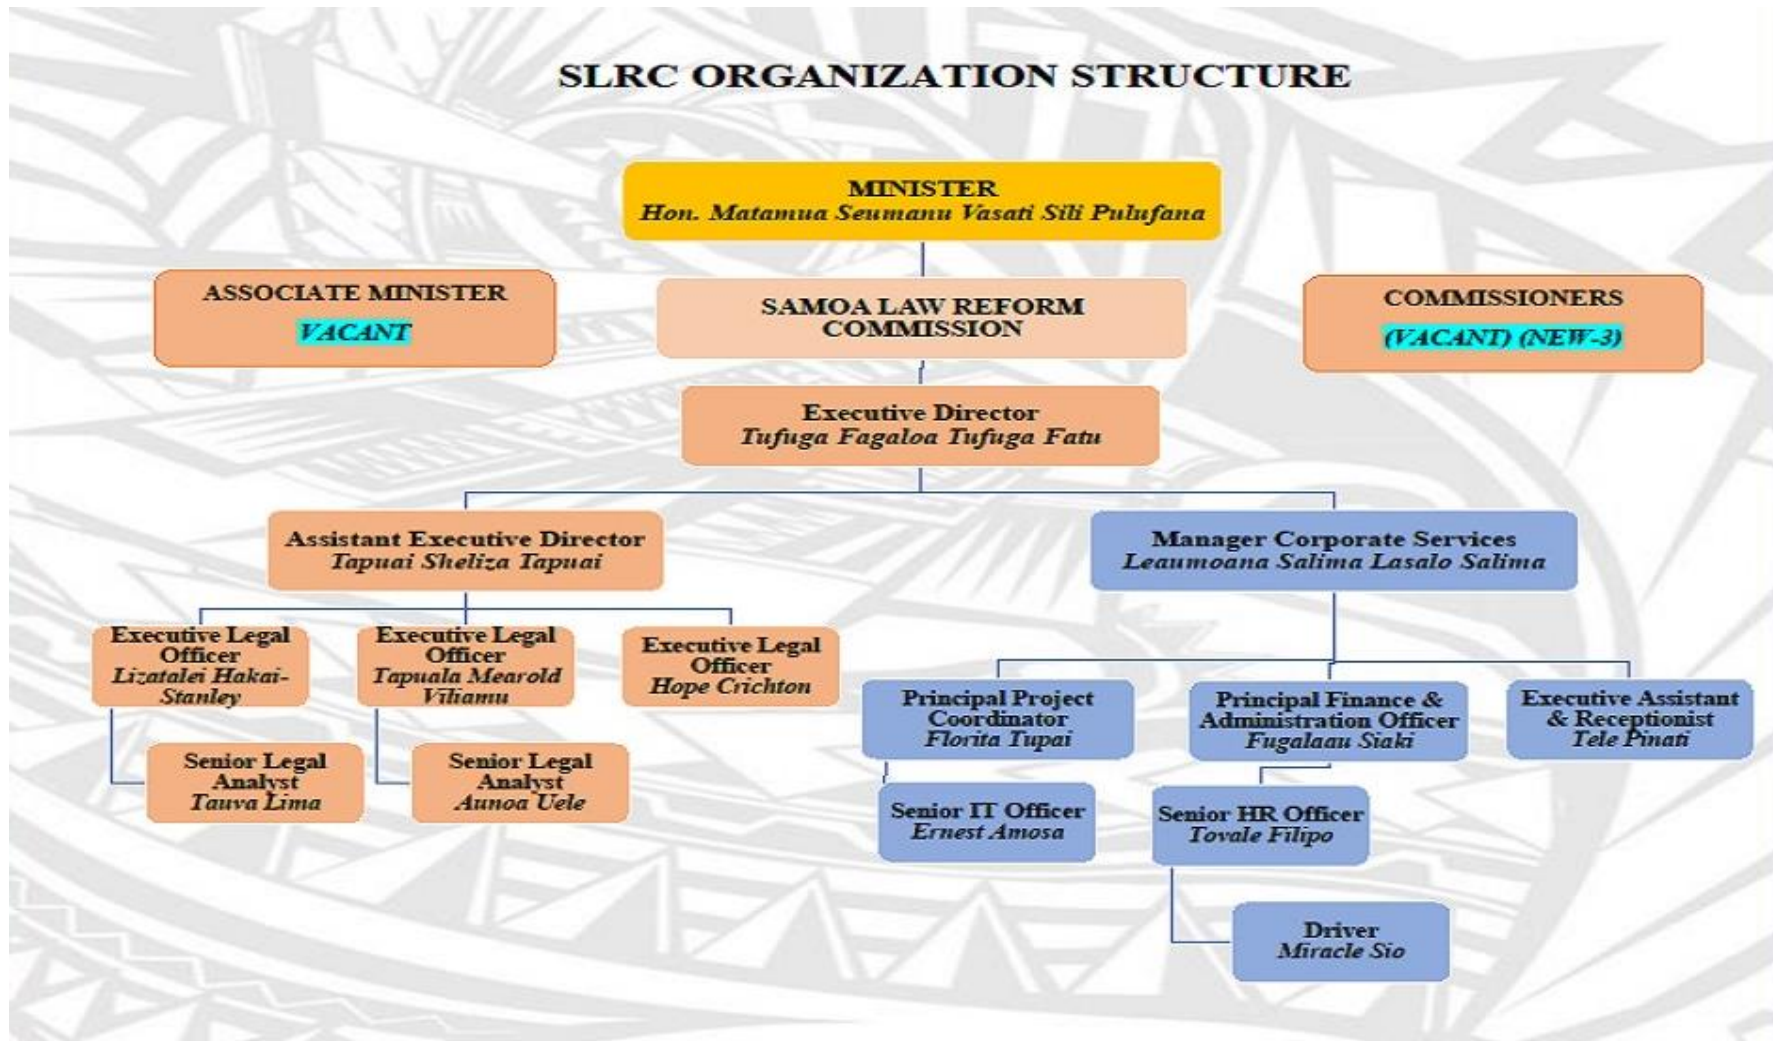 SLRC ORGANIZATION STRUCTURE
MINISTER
Hon. Matamua Seumanu Vasati Sili Pulufana
ASSOCIATE MINISTER
VACANT
SAMOA LAW REFORM
COMMISSION
COMMISSIONERS
(VACANT) (NEW-3)
Executive Director
Tufuga Fagaloa Tufuga Fatu
Assistant Executive Director
Tapuai Sheliza Tapuai
Manager Corporate Services
Leaumoana Salima Lasalo Salima
Executive Legal
Officer
Lizatalei Hakai-
Stanley
Executive Legal
Officer
Tapuala Mearold
Viliamu
Executive Legal
Officer
Hope Crichton
Principal Project
Coordinator
Florita Tupai
Principal Finance &
Administration Officer
Fugalaau Siaki
Executive Assistant
& Receptionist
Tele Pinati
Senior Legal
Analyst
Tauva Lima
Senior Legal
Analyst
Aunoa Uele
Senior IT Officer
Ernest Amosa
Senior HR Officer
Tovale Filipo
Driver
Miracle Sio